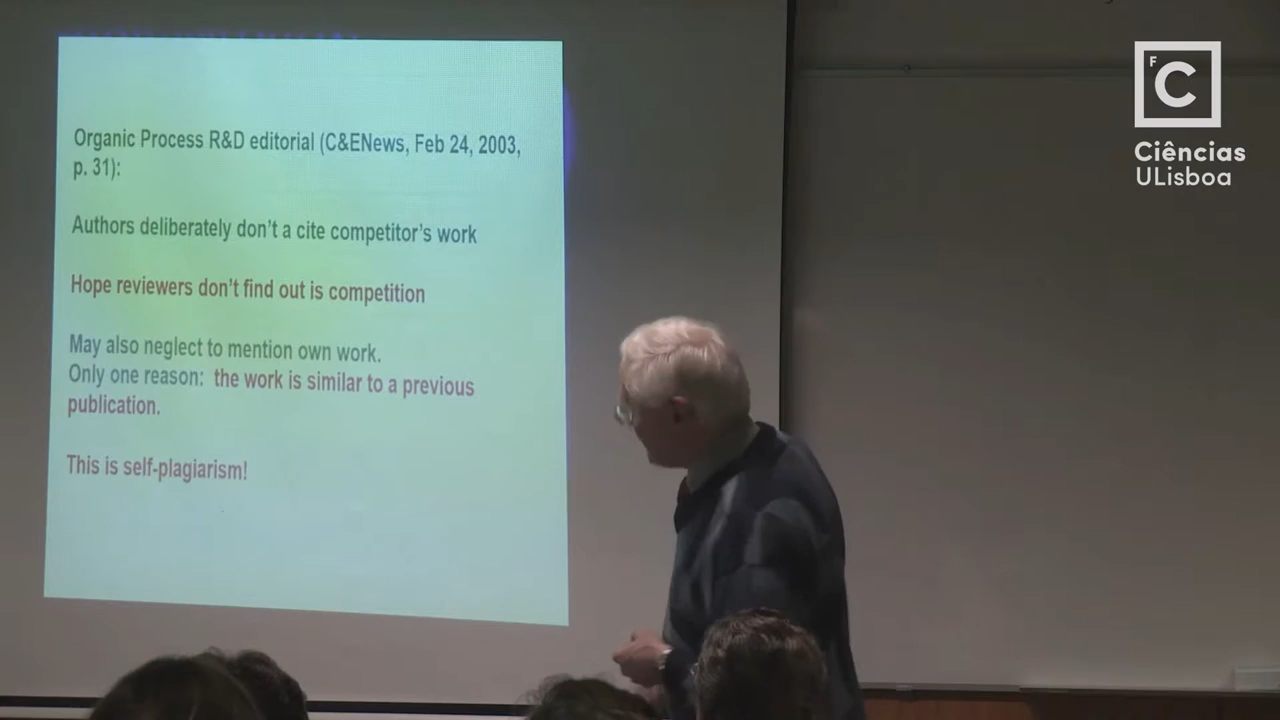 Organic Process R&D editorial (C&ENews, Feb 24, 2003,
p. 31):
Authors deliberately don't a cite competitor's work
Hope reviewers don't find out is competition
May also neglect to mention own work.
Only one reason: the work is similar to a previous
publication.
This is self-plagiarism!
F
C
Ciências
ULisboa